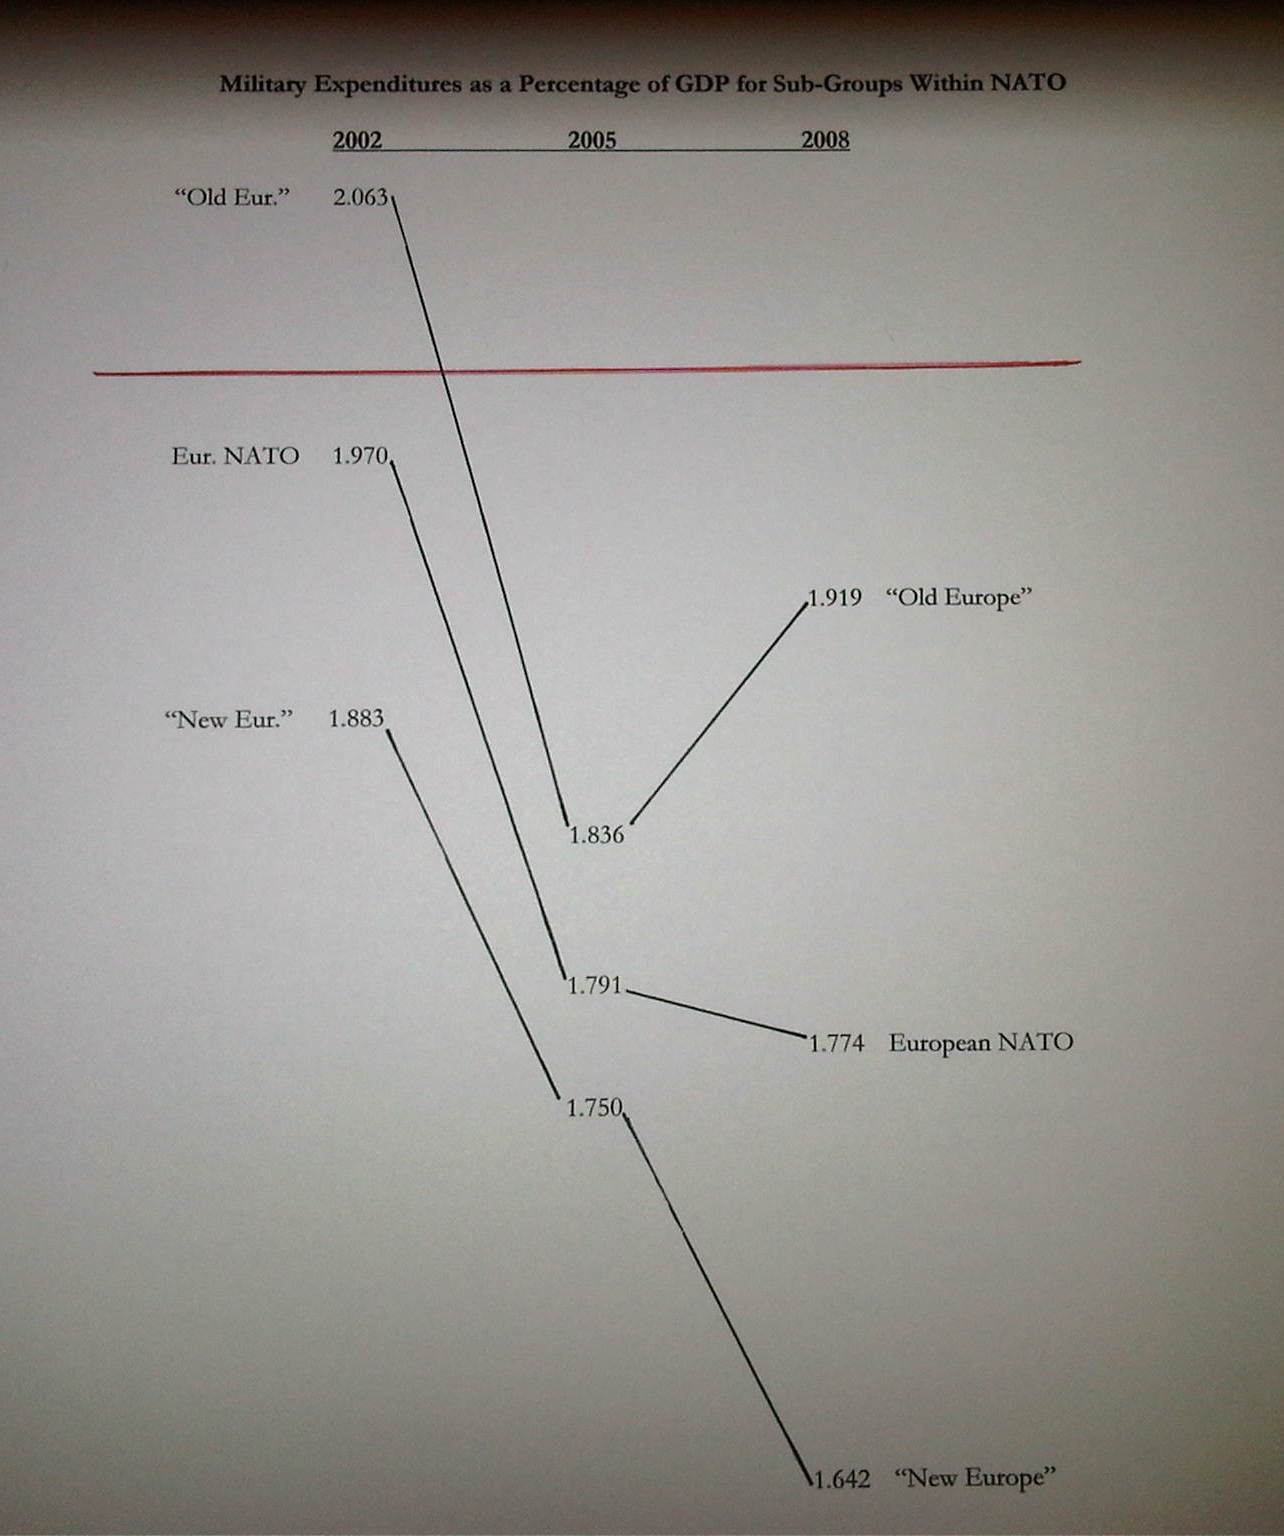 Military Expenditures as a Percentage of GDP for Sub-Groups Within NATO
2002 2005 2008
“Old Eur.” 2.063
Eur. NATO 1.970
1.919 “Old Europe”
“New Eur.” 1.883
1.836
1.791
1.774 European NATO
1.750
1.642 “New Europe”